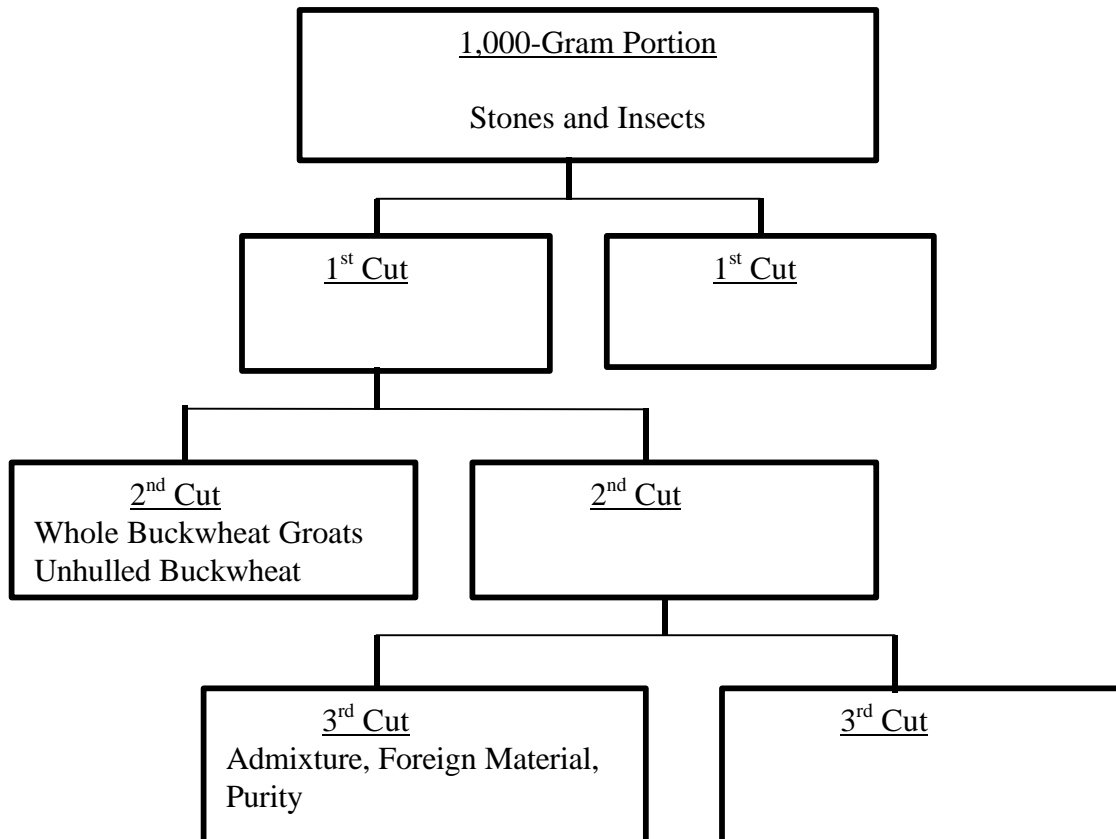 1,000-Gram Portion
Stones and Insects
1st Cut
1st Cut
2nd Cut
Whole Buckwheat Groats
Unhulled Buckwheat
2nd Cut
3rd Cut
Admixture, Foreign Material,
Purity
3rd Cut